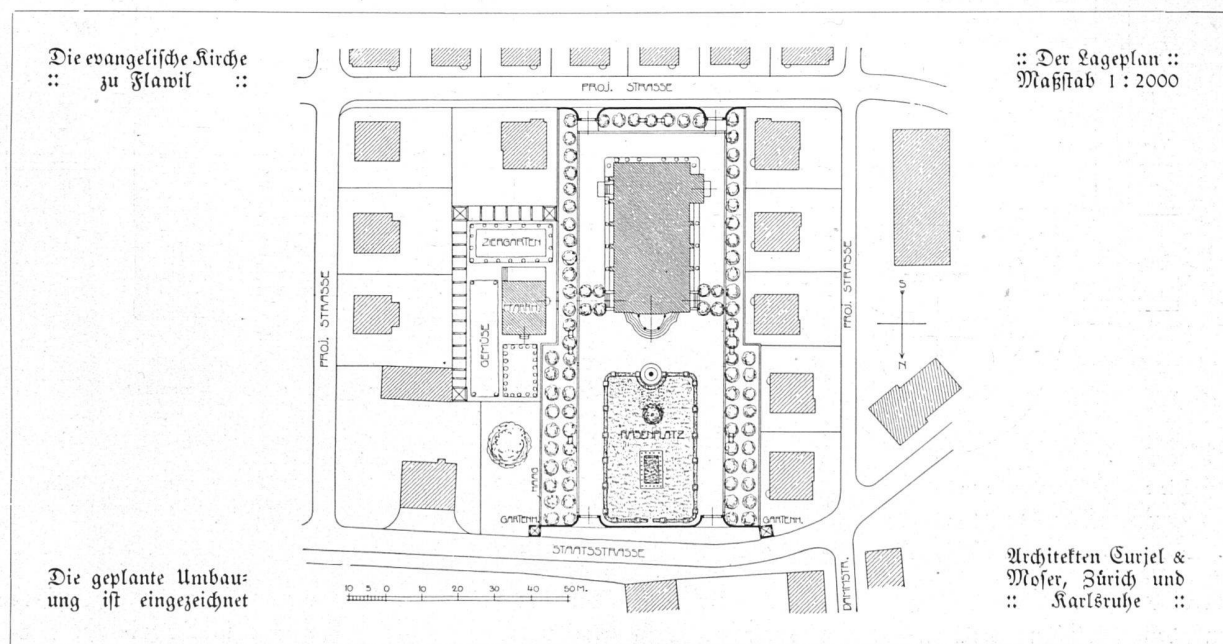 Die evangelische Kirche
:: zu Flawil ::
:: Der Lageplan ::
Maßstab 1 : 2000
PROJ. STRASSE
ZIERGARTEN
PROJ. STRASSE
GEMÜSE
PROJ. STRASSE
S
N
RASENPLATZ
HAAG
GARTENH.
GARTENH.
STAATSSTRASSE
DAMMSTR.
10 5 0 10 20 30 40 50 M.
Die geplante Umbau=
ung ist eingezeichnet
Architekten Curjel &
Moser, Zürich und
:: Karlsruhe ::